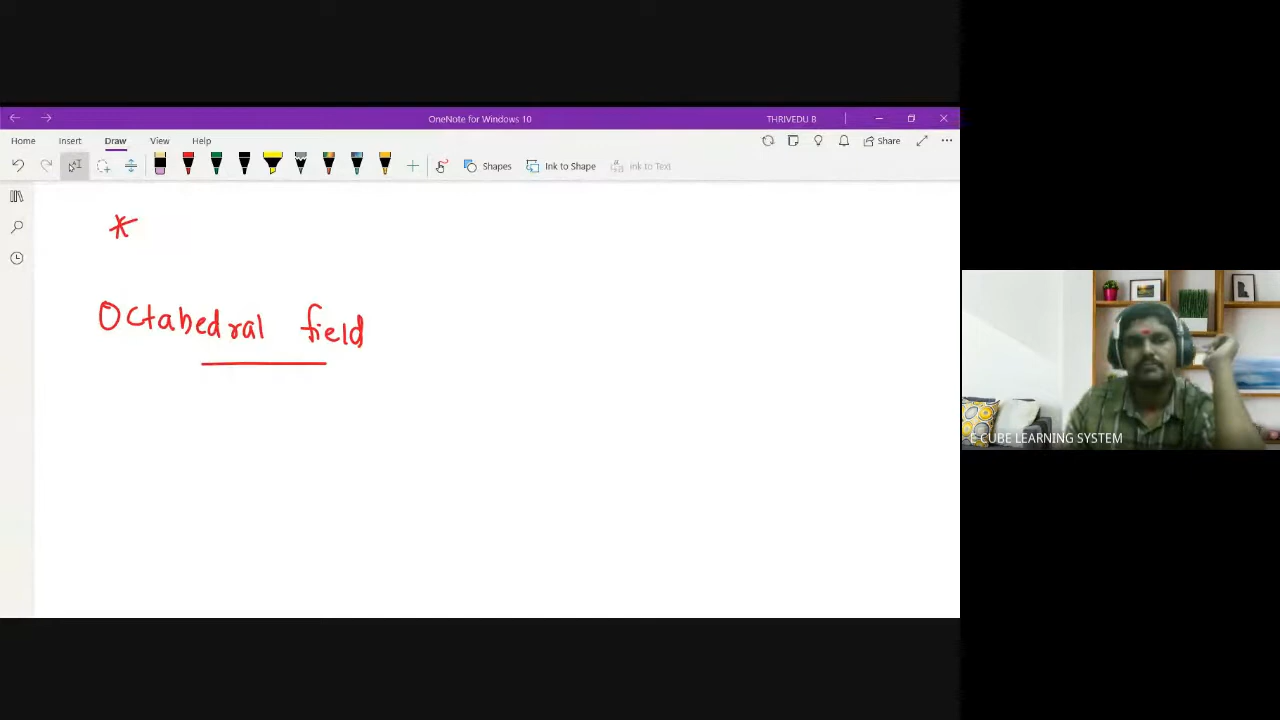 OneNote for Windows 10
THRIVEDU B
Home Insert Draw View Help
Share
Shapes Ink to Shape Ink to Text
*
Octahedral field
E CUBE LEARNING SYSTEM